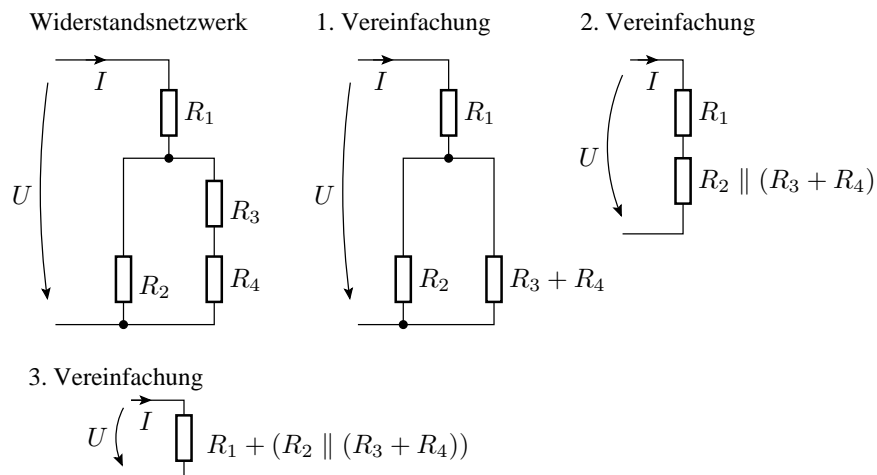 Widerstandsnetzwerk
I
R₁
U
R₃
R₂
R₄
1. Vereinfachung
I
R₁
U
R₂
R₃ + R₄
2. Vereinfachung
I
R₁
U
R₂ ∥ (R₃ + R₄)
3. Vereinfachung
I
U
R₁ + (R₂ ∥ (R₃ + R₄))